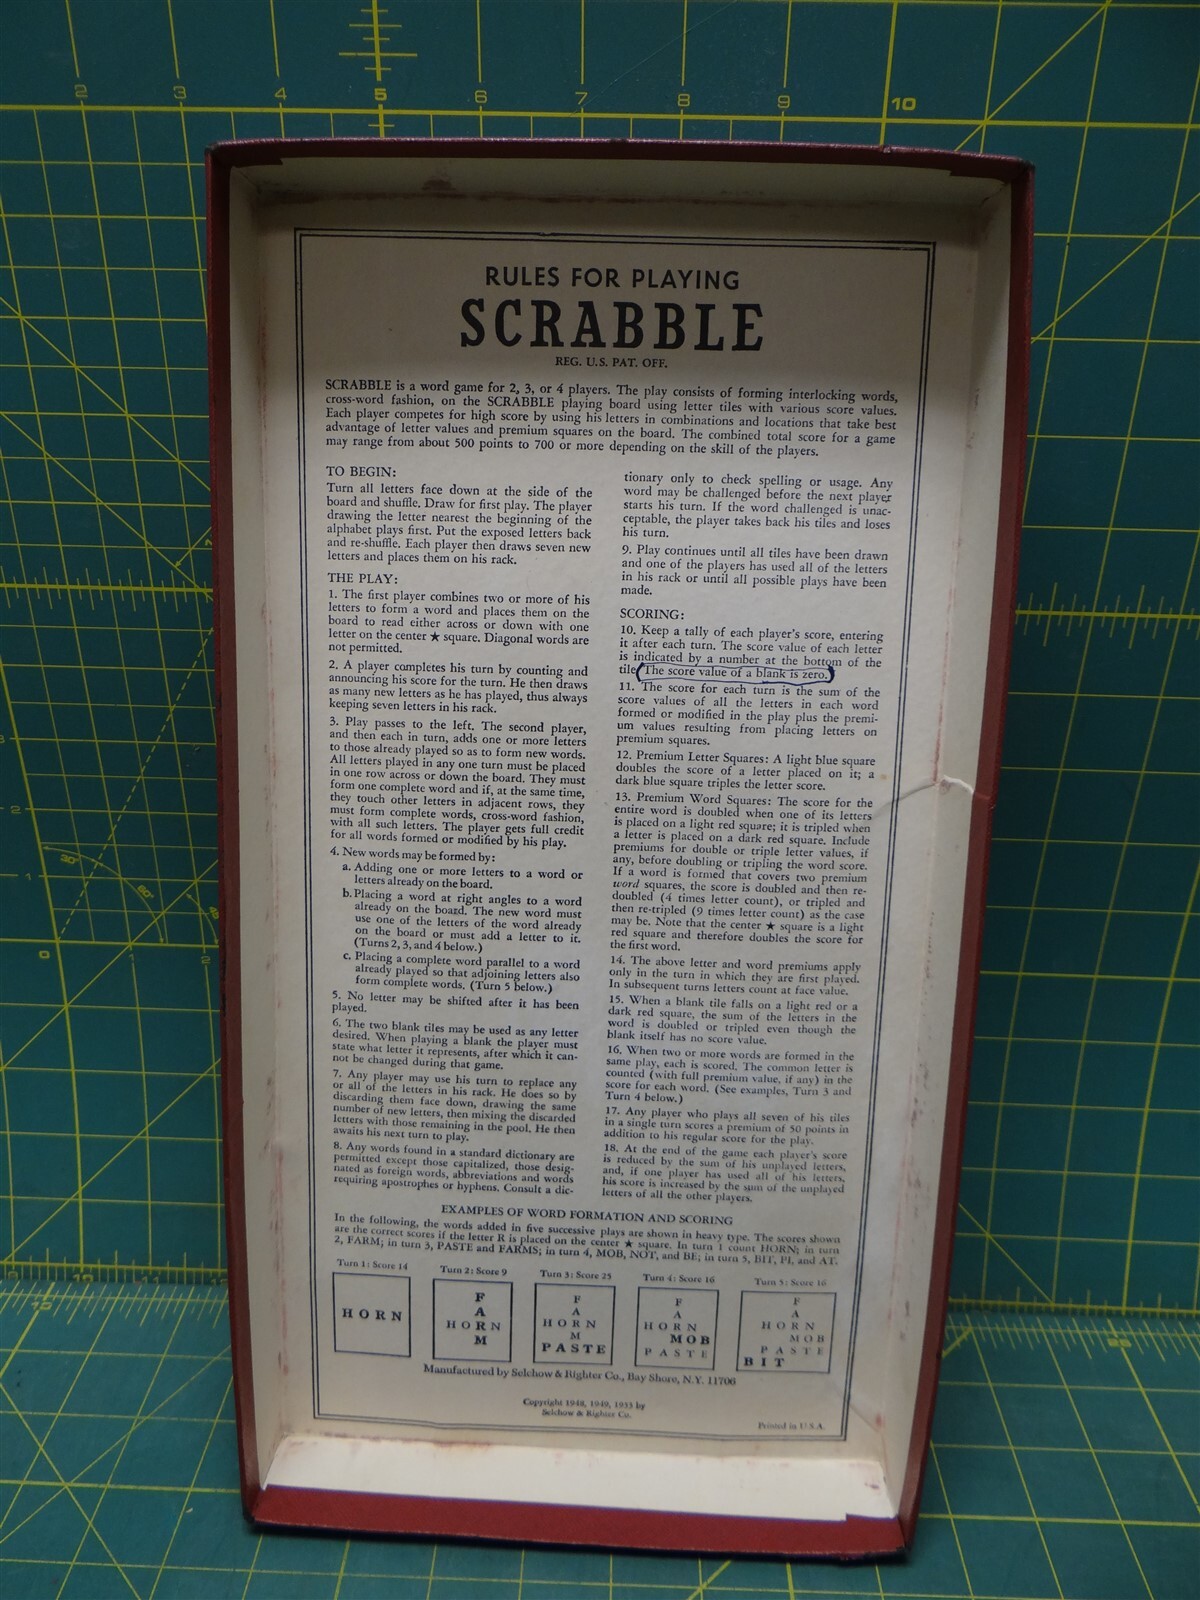 2 3 4 5 6 7 8 9 10
RULES FOR PLAYING
SCRABBLE
REG. U.S. PAT. OFF.
SCRABBLE is a word game for 2, 3, or 4 players. The play consists of forming interlocking words,
cross-word fashion, on the SCRABBLE playing board using letter tiles with various score values.
Each player competes for high score by using his letters in combinations and locations that take best
advantage of letter values and premium squares on the board. The combined total score for a game
may range from about 500 points to 700 or more depending on the skill of the players.
TO BEGIN:
Turn all letters face down at the side of the
board and shuffle. Draw for first play. The player
drawing the letter nearest the beginning of the
alphabet plays first. Put the exposed letters back
and re-shuffle. Each player then draws seven new
letters and places them on his rack.
THE PLAY:
1. The first player combines two or more of his
letters to form a word and places them on the
board to read either across or down with one
letter on the center ★ square. Diagonal words are
not permitted.
2. A player completes his turn by counting and
announcing his score for the turn. He then draws
as many new letters as he has played, thus always
keeping seven letters in his rack.
3. Play passes to the left. The second player,
and then each in turn, adds one or more letters
to those already played so as to form new words.
All letters played in any one turn must be placed
in one row across or down the board. They must
form one complete word and if, at the same time,
they touch other letters in adjacent rows, they
must form complete words, cross-word fashion,
with all such letters. The player gets full credit
for all words formed or modified by his play.
4. New words may be formed by:
a. Adding one or more letters to a word or
letters already on the board.
b. Placing a word at right angles to a word
already on the board. The new word must
use one of the letters of the word already
on the board or must add a letter to it.
(Turns 2, 3, and 4 below.)
c. Placing a complete word parallel to a word
already played so that adjoining letters also
form complete words. (Turn 5 below.)
5. No letter may be shifted after it has been
played.
6. The two blank tiles may be used as any letter
desired. When playing a blank the player must
state what letter it represents, after which it can-
not be changed during that game.
7. Any player may use his turn to replace any
or all of the letters in his rack. He does so by
discarding them face down, drawing the same
number of new letters, then mixing the discarded
letters with those remaining in the pool. He then
awaits his next turn to play.
8. Any words found in a standard dictionary are
permitted except those capitalized, those desig-
nated as foreign words, abbreviations and words
requiring apostrophes or hyphens. Consult a dic-
tionary only to check spelling or usage. Any
word may be challenged before the next player
starts his turn. If the word challenged is unac-
ceptable, the player takes back his tiles and loses
his turn.
9. Play continues until all tiles have been drawn
and one of the players has used all of the letters
in his rack or until all possible plays have been
made.
SCORING:
10. Keep a tally of each player's score, entering
it after each turn. The score value of each letter
is indicated by a number at the bottom of the
tile. The score value of a blank is zero.
11. The score for each turn is the sum of the
score values of all the letters in each word
formed or modified in the play plus the premi-
um values resulting from placing letters on
premium squares.
12. Premium Letter Squares: A light blue square
doubles the score of a letter placed on it; a
dark blue square triples the letter score.
13. Premium Word Squares: The score for the
entire word is doubled when one of its letters
is placed on a light red square; it is tripled when
a letter is placed on a dark red square. Include
premiums for double or triple letter values, if
any, before doubling or tripling the word score.
If a word is formed that covers two premium
word squares, the score is doubled and then re-
doubled (4 times letter count), or tripled and
then re-tripled (9 times letter count) as the case
may be. Note that the center ★ square is a light
red square and therefore doubles the score for
the first word.
14. The above letter and word premiums apply
only in the turn in which they are first played.
In subsequent turns letters count at face value.
15. When a blank tile falls on a light red or a
dark red square, the sum of the letters in the
word is doubled or tripled even though the
blank itself has no score value.
16. When two or more words are formed in the
same play, each is scored. The common letter is
counted (with full premium value, if any) in the
score for each word. (See examples, Turn 3 and
Turn 4 below.)
17. Any player who plays all seven of his tiles
in a single turn scores a premium of 50 points in
addition to his regular score for the play.
18. At the end of the game each player's score
is reduced by the sum of his unplayed letters,
and, if one player has used all of his letters,
his score is increased by the sum of the unplayed
letters of all the other players.
EXAMPLES OF WORD FORMATION AND SCORING
In the following, the words added in five successive plays are shown in heavy type. The scores shown
are the correct scores if the letter R is placed on the center ★ square. In turn 1 count HORN; in turn
2, FARM; in turn 3, PASTE and FARMS; in turn 4, MOB, NOT, and BE; in turn 5, BIT, PI, and AT.
Turn 1: Score 14
HORN
Turn 2: Score 9
F
A
HORN
M
Turn 3: Score 25
F
A
HORN
M
PASTE
Turn 4: Score 16
F
A
HORN
MOB
PASTE
Turn 5: Score 16
F
A
HORN
MOB
PASTE
BIT
Manufactured by Selchow & Righter Co., Bay Shore, N.Y. 11706
Copyright 1948, 1949, 1953 by
Selchow & Righter Co.
Printed in U.S.A.